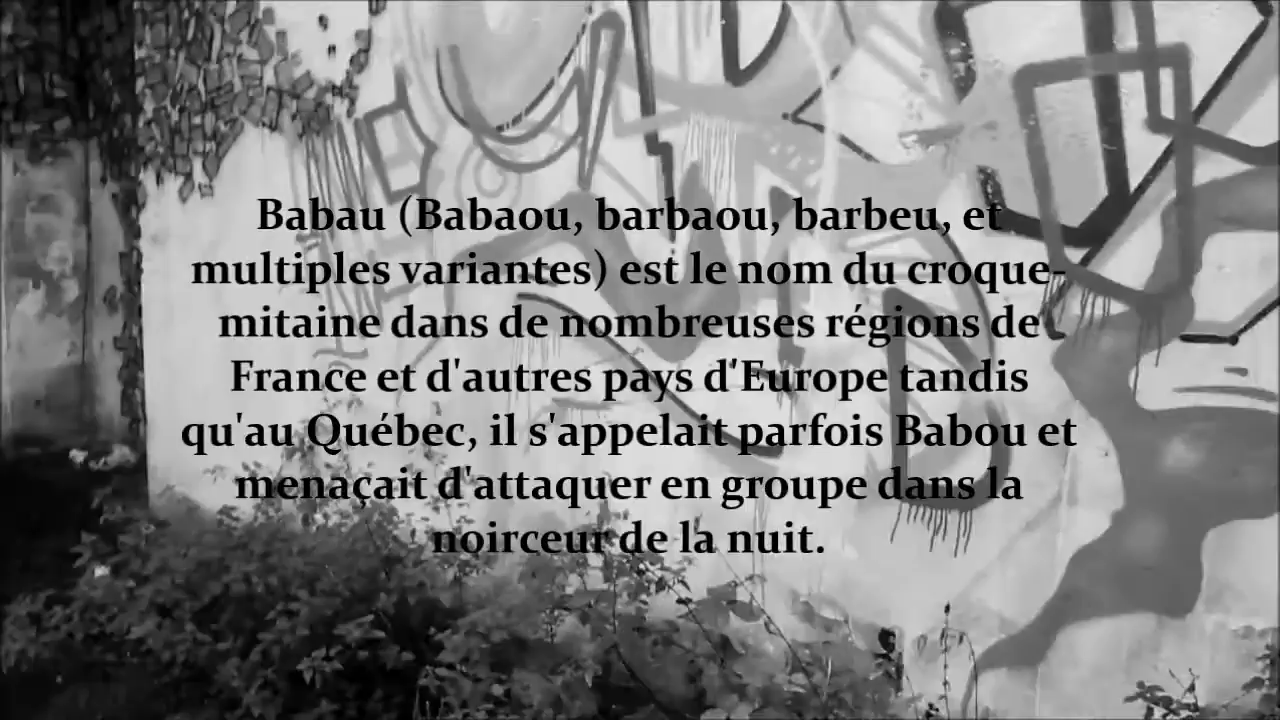 Babau (Babaou, barbaou, barbeu, et
multiples variantes) est le nom du croque-
mitaine dans de nombreuses régions de
France et d'autres pays d'Europe tandis
qu'au Québec, il s'appelait parfois Babou et
menaçait d'attaquer en groupe dans la
noirceur de la nuit.